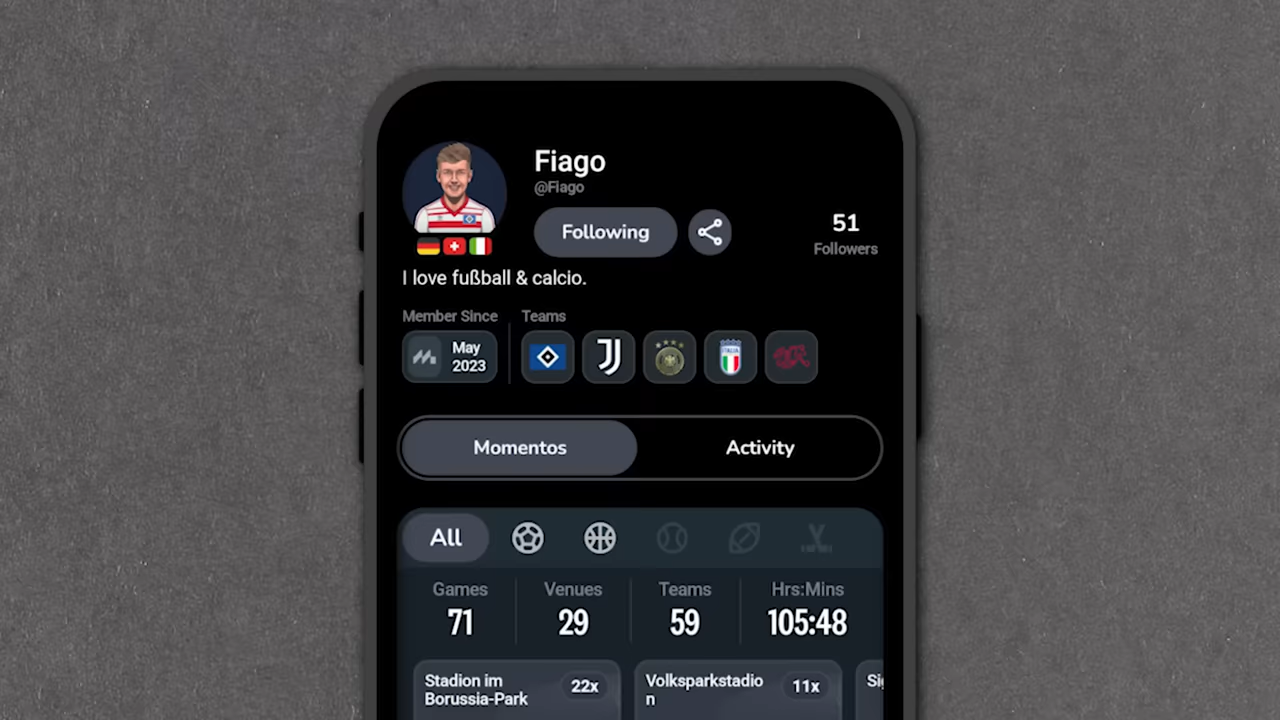 Fiago
@Fiago
Following
51
Followers
I love fußball & calcio.
Member Since
Teams
May
2023
ITALIA
Momentos
Activity
All
Games
Venues
Teams
Hrs:Mins
71
29
59
105:48
Stadion im
Borussia-Park
22x
Volksparkstadio
n
11x